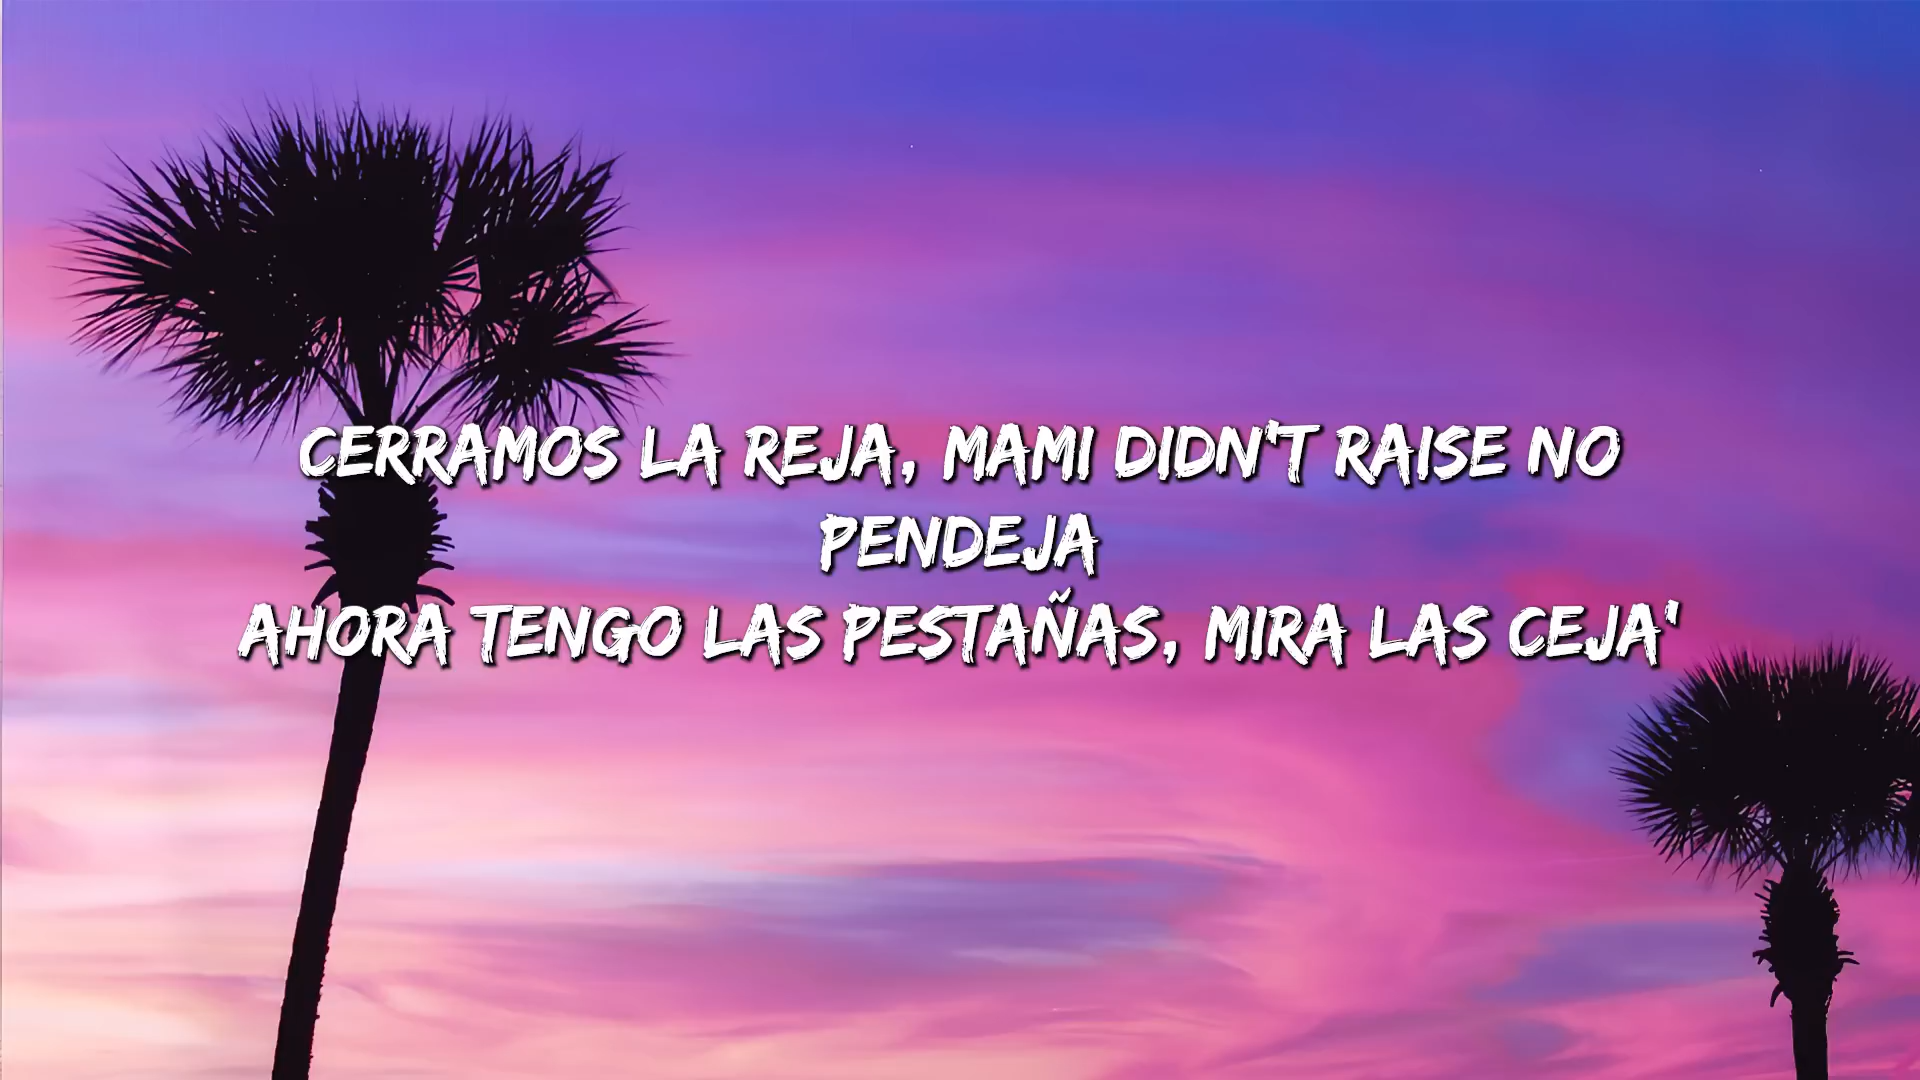 CERRAMOS LA REJA, MAMI DIDN'T RAISE NO
PENDEJA
AHORA TENGO LAS PESTAÑAS, MIRA LAS CEJA'